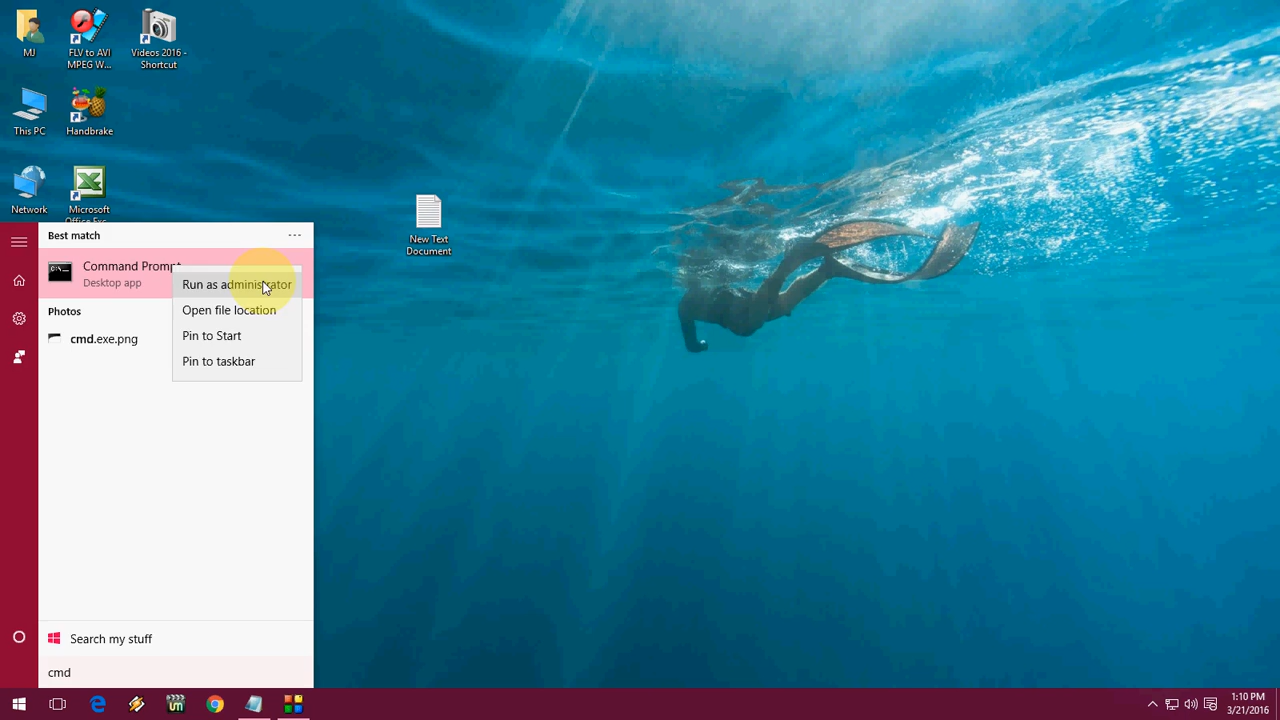 MJ
FLV to AVI
MPEG W...
Videos 2016 -
Shortcut
This PC
Handbrake
Network
Microsoft
Office Exc...
New Text
Document
Best match
...
Command Prompt
Desktop app
Run as administrator
Open file location
Pin to Start
Pin to taskbar
Photos
cmd.exe.png
Search my stuff
cmd
1:10 PM
3/21/2016